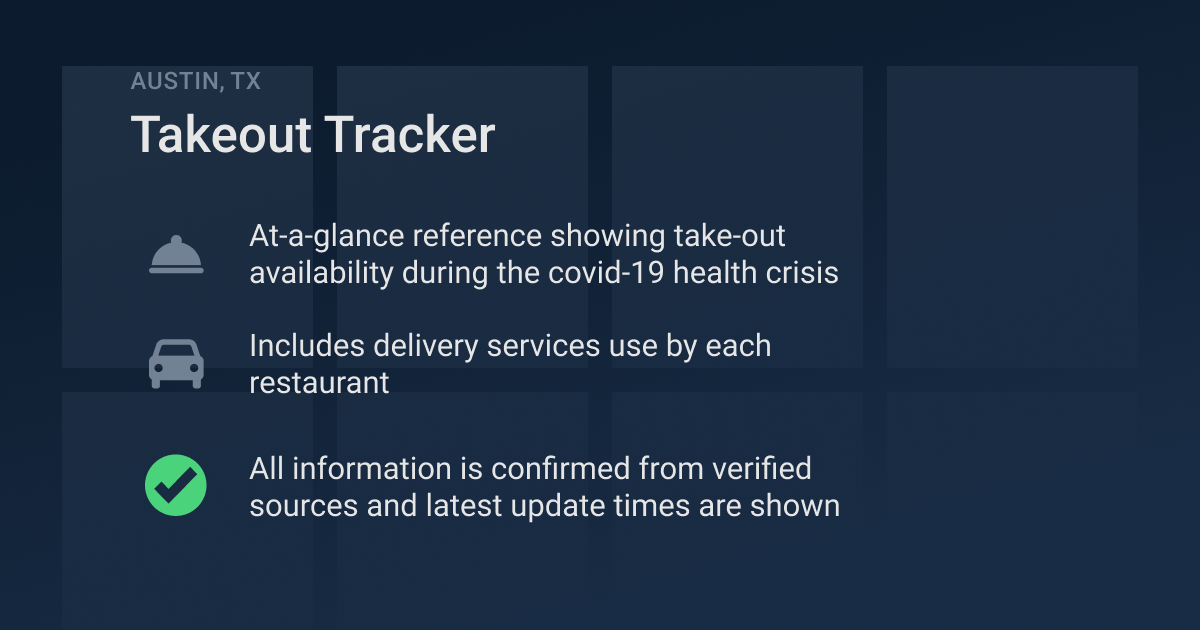 AUSTIN, TX
Takeout Tracker
At-a-glance reference showing take-out
availability during the covid-19 health crisis
Includes delivery services use by each
restaurant
All information is confirmed from verified
sources and latest update times are shown